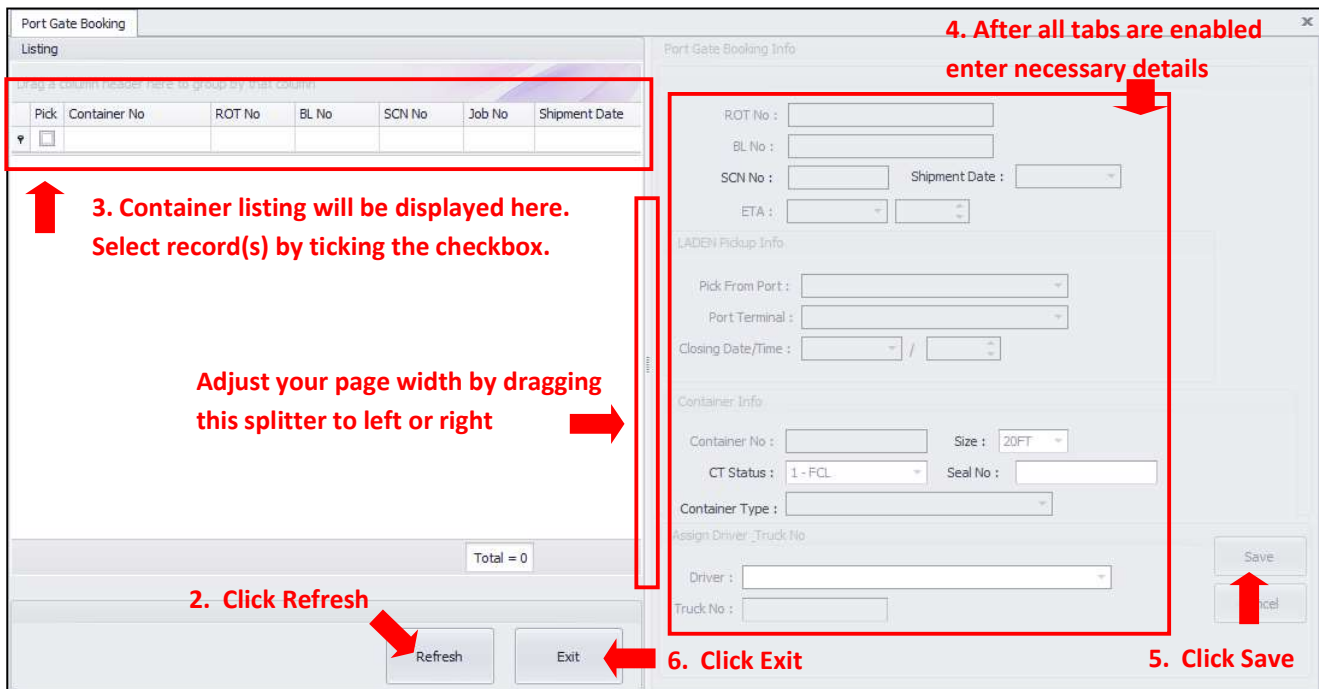 Port Gate Booking
Listing
Drag a column header here to group by that column
Pick Container No ROT No BL No SCN No Job No Shipment Date
3. Container listing will be displayed here.
Select record(s) by ticking the checkbox.
Adjust your page width by dragging
this splitter to left or right
Total = 0
2. Click Refresh
Refresh
Exit
6. Click Exit
Port Gate Booking Info
4. After all tabs are enabled
enter necessary details
ROT No :
BL No :
SCN No : Shipment Date :
ETA :
LADEN Pickup Info
Pick From Port :
Port Terminal :
Closing Date/Time : /
Container Info
Container No : Size : 20FT
CT Status : 1 - FCL Seal No :
Container Type :
Assign Driver_Truck No
Driver :
Truck No :
Save
5. Click Save